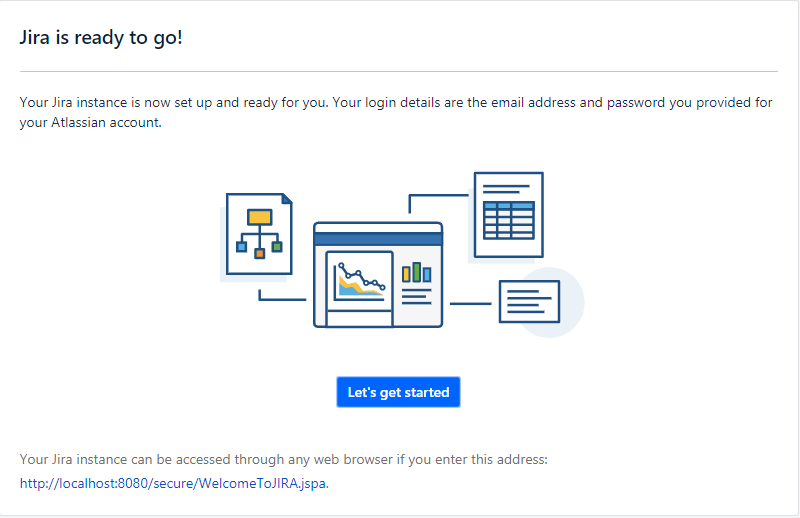 Jira is ready to go!
Your Jira instance is now set up and ready for you. Your login details are the email address and password you provided for
your Atlassian account.
Let's get started
Your Jira instance can be accessed through any web browser if you enter this address:
http://localhost:8080/secure/WelcomeToJIRA.jspa.